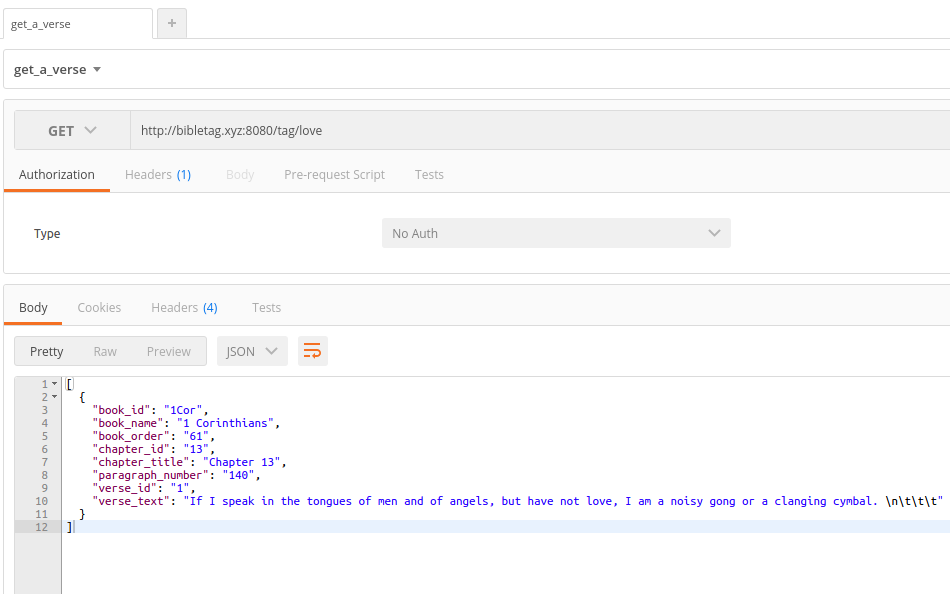 get_a_verse +
get_a_verse
GET http://bibletag.xyz:8080/tag/love
Authorization Headers (1) Body Pre-request Script Tests
Type No Auth
Body Cookies Headers (4) Tests
Pretty Raw Preview JSON
1 [
2 {
3 "book_id": "1Cor",
4 "book_name": "1 Corinthians",
5 "book_order": "61",
6 "chapter_id": "13",
7 "chapter_title": "Chapter 13",
8 "paragraph_number": "140",
9 "verse_id": "1",
10 "verse_text": "If I speak in the tongues of men and of angels, but have not love, I am a noisy gong or a clanging cymbal. \n\t\t\t"
11 }
12 ]